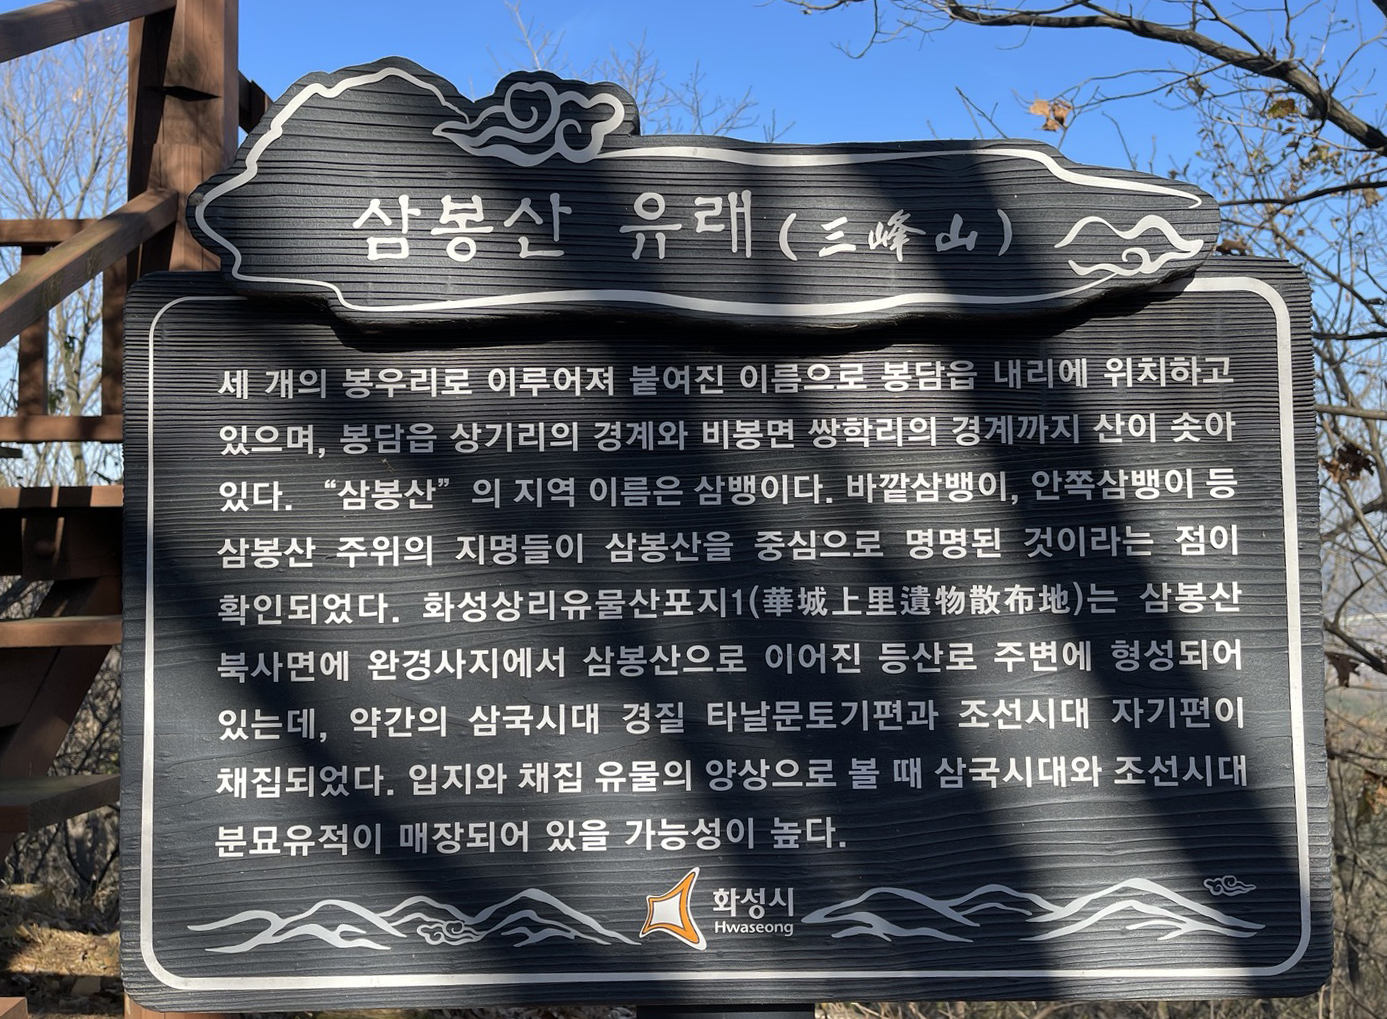 삼봉산 유래(三峰山)
세 개의 봉우리로 이루어져 붙여진 이름으로 봉담읍 내리에 위치하고
있으며, 봉담읍 상기리의 경계와 비봉면 쌍학리의 경계까지 산이 솟아
있다. “삼봉산” 의 지역 이름은 삼뱅이다. 바깥삼뱅이, 안쪽삼뱅이 등
삼봉산 주위의 지명들이 삼봉산을 중심으로 명명된 것이라는 점이
확인되었다. 화성상리유물산포지1(華城上里遺物散布地)는 삼봉산
북사면에 완경사지에서 삼봉산으로 이어진 등산로 주변에 형성되어
있는데, 약간의 삼국시대 경질 타날문토기편과 조선시대 자기편이
채집되었다. 입지와 채집 유물의 양상으로 볼 때 삼국시대와 조선시대
분묘유적이 매장되어 있을 가능성이 높다.
화성시
Hwaseong